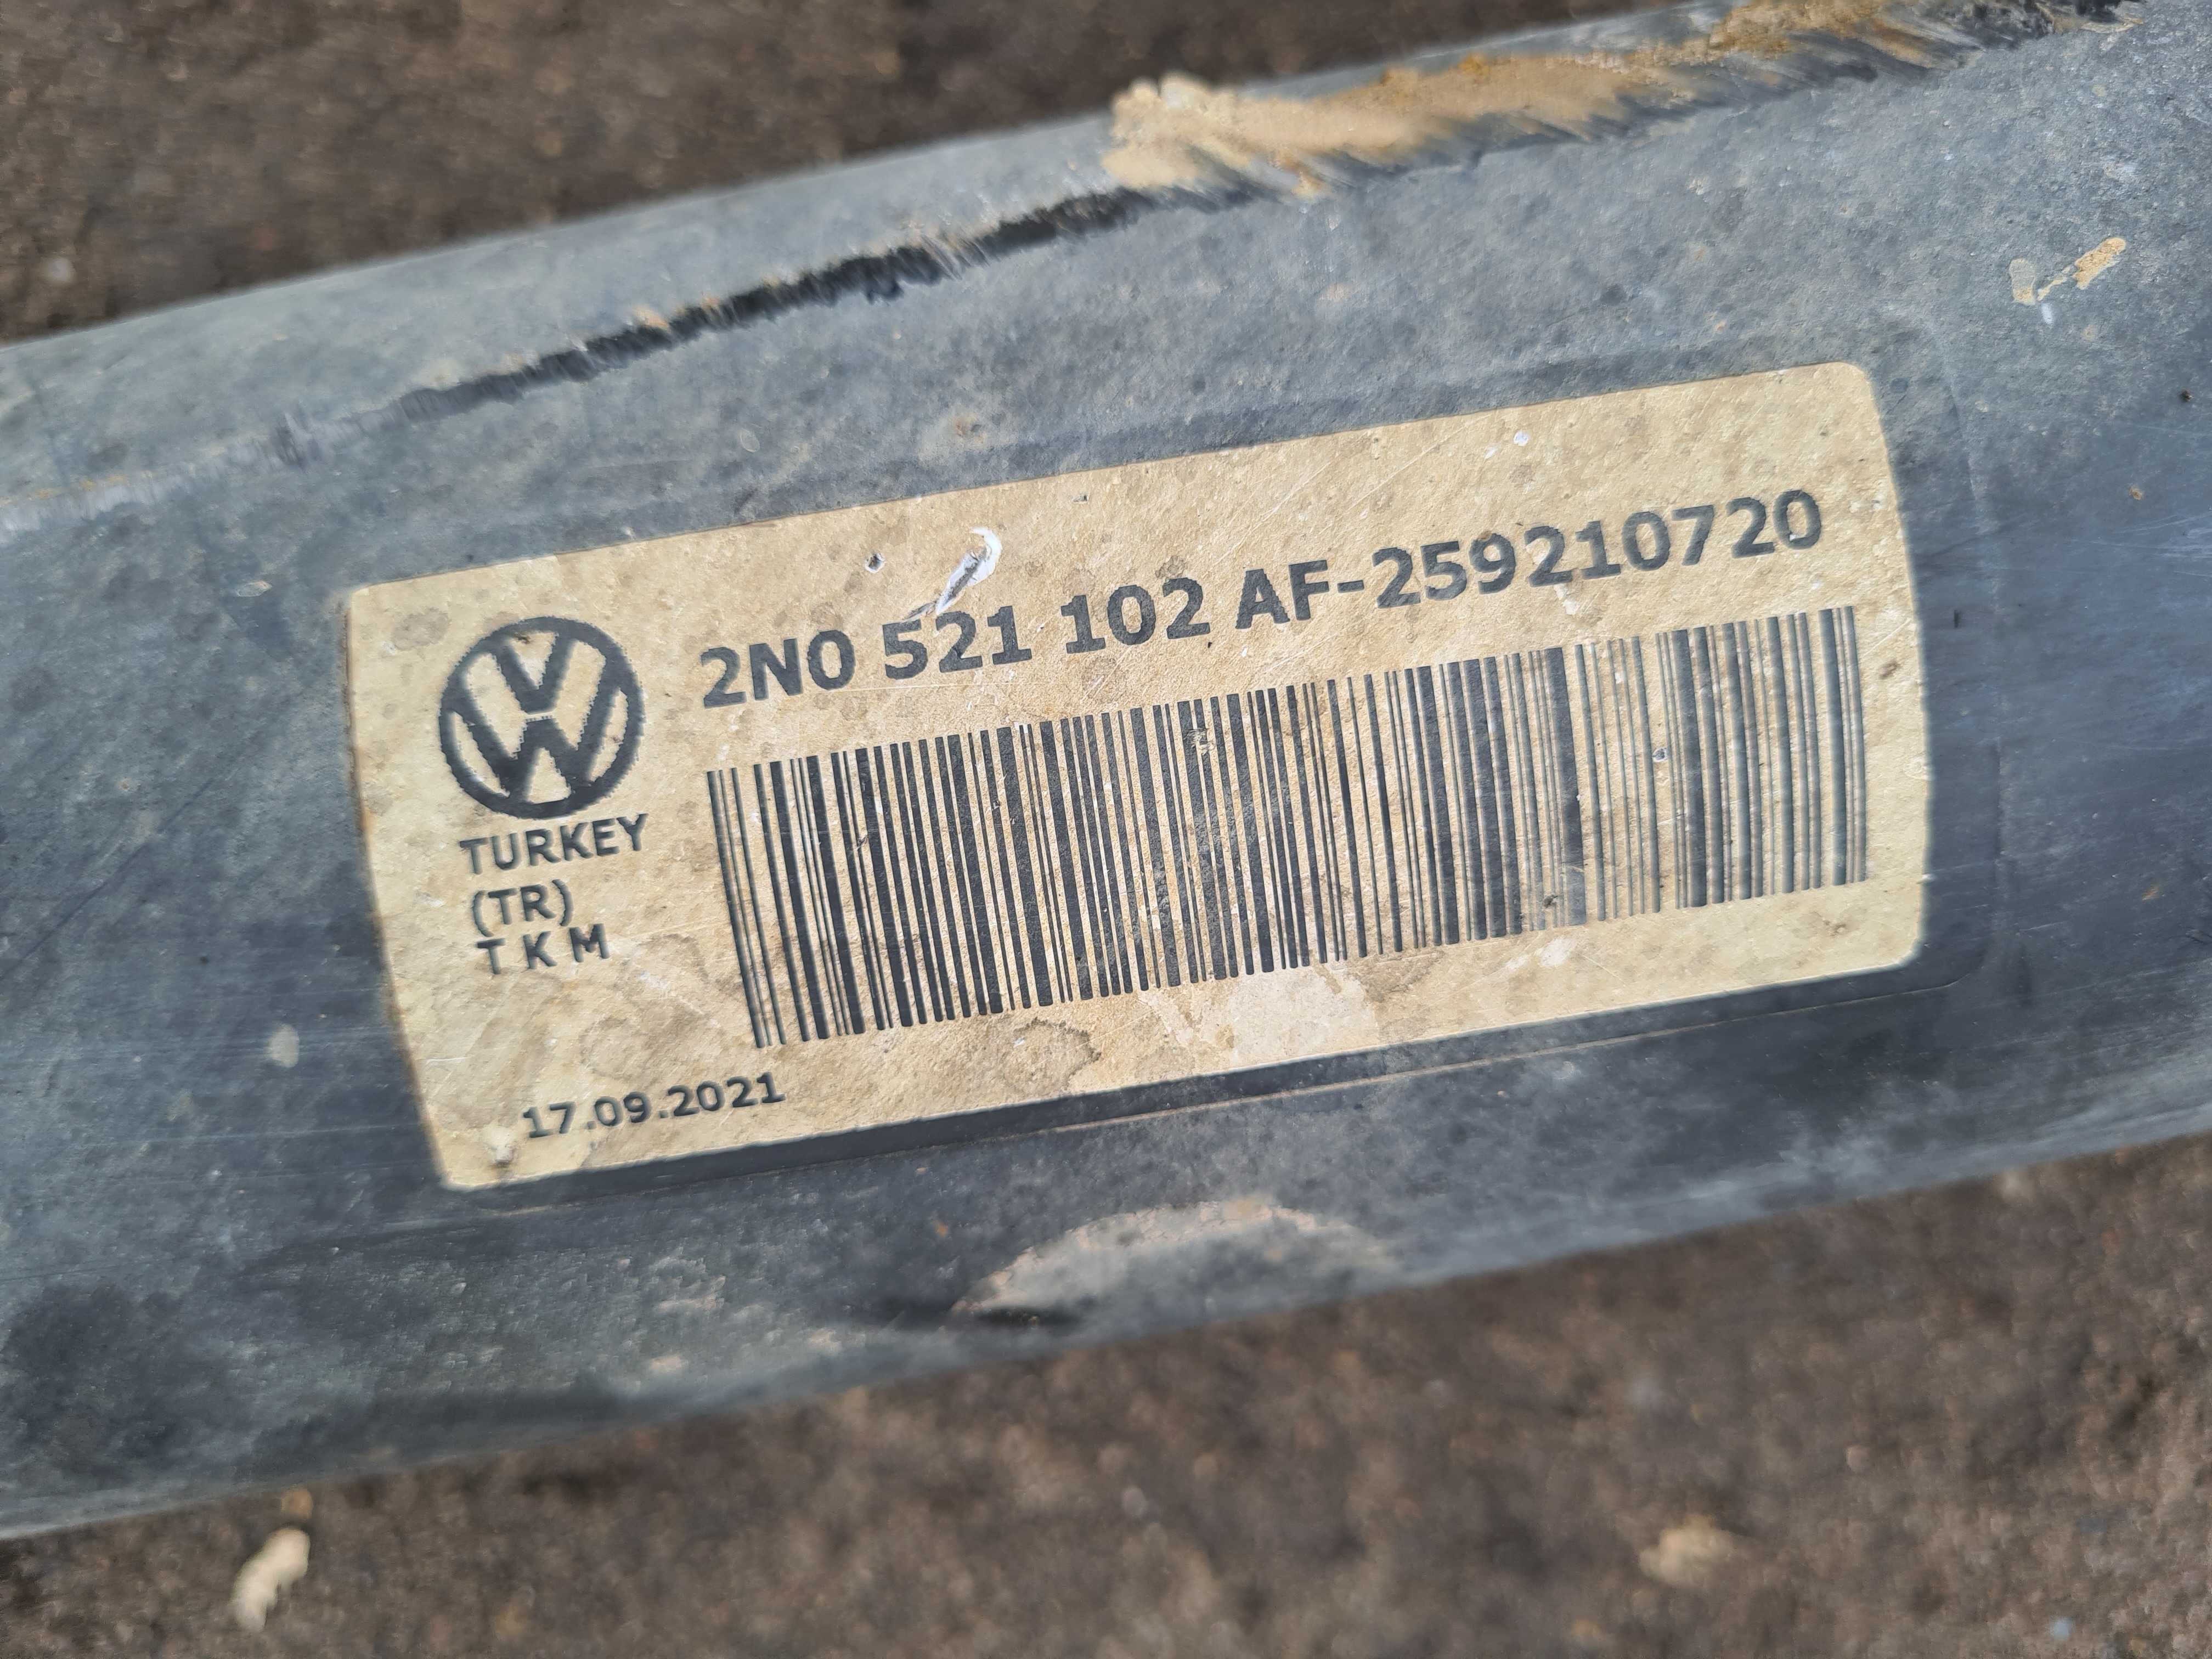 2N0 521 102 AF-259210720
TURKEY
(TR)
T K M
17.09.2021